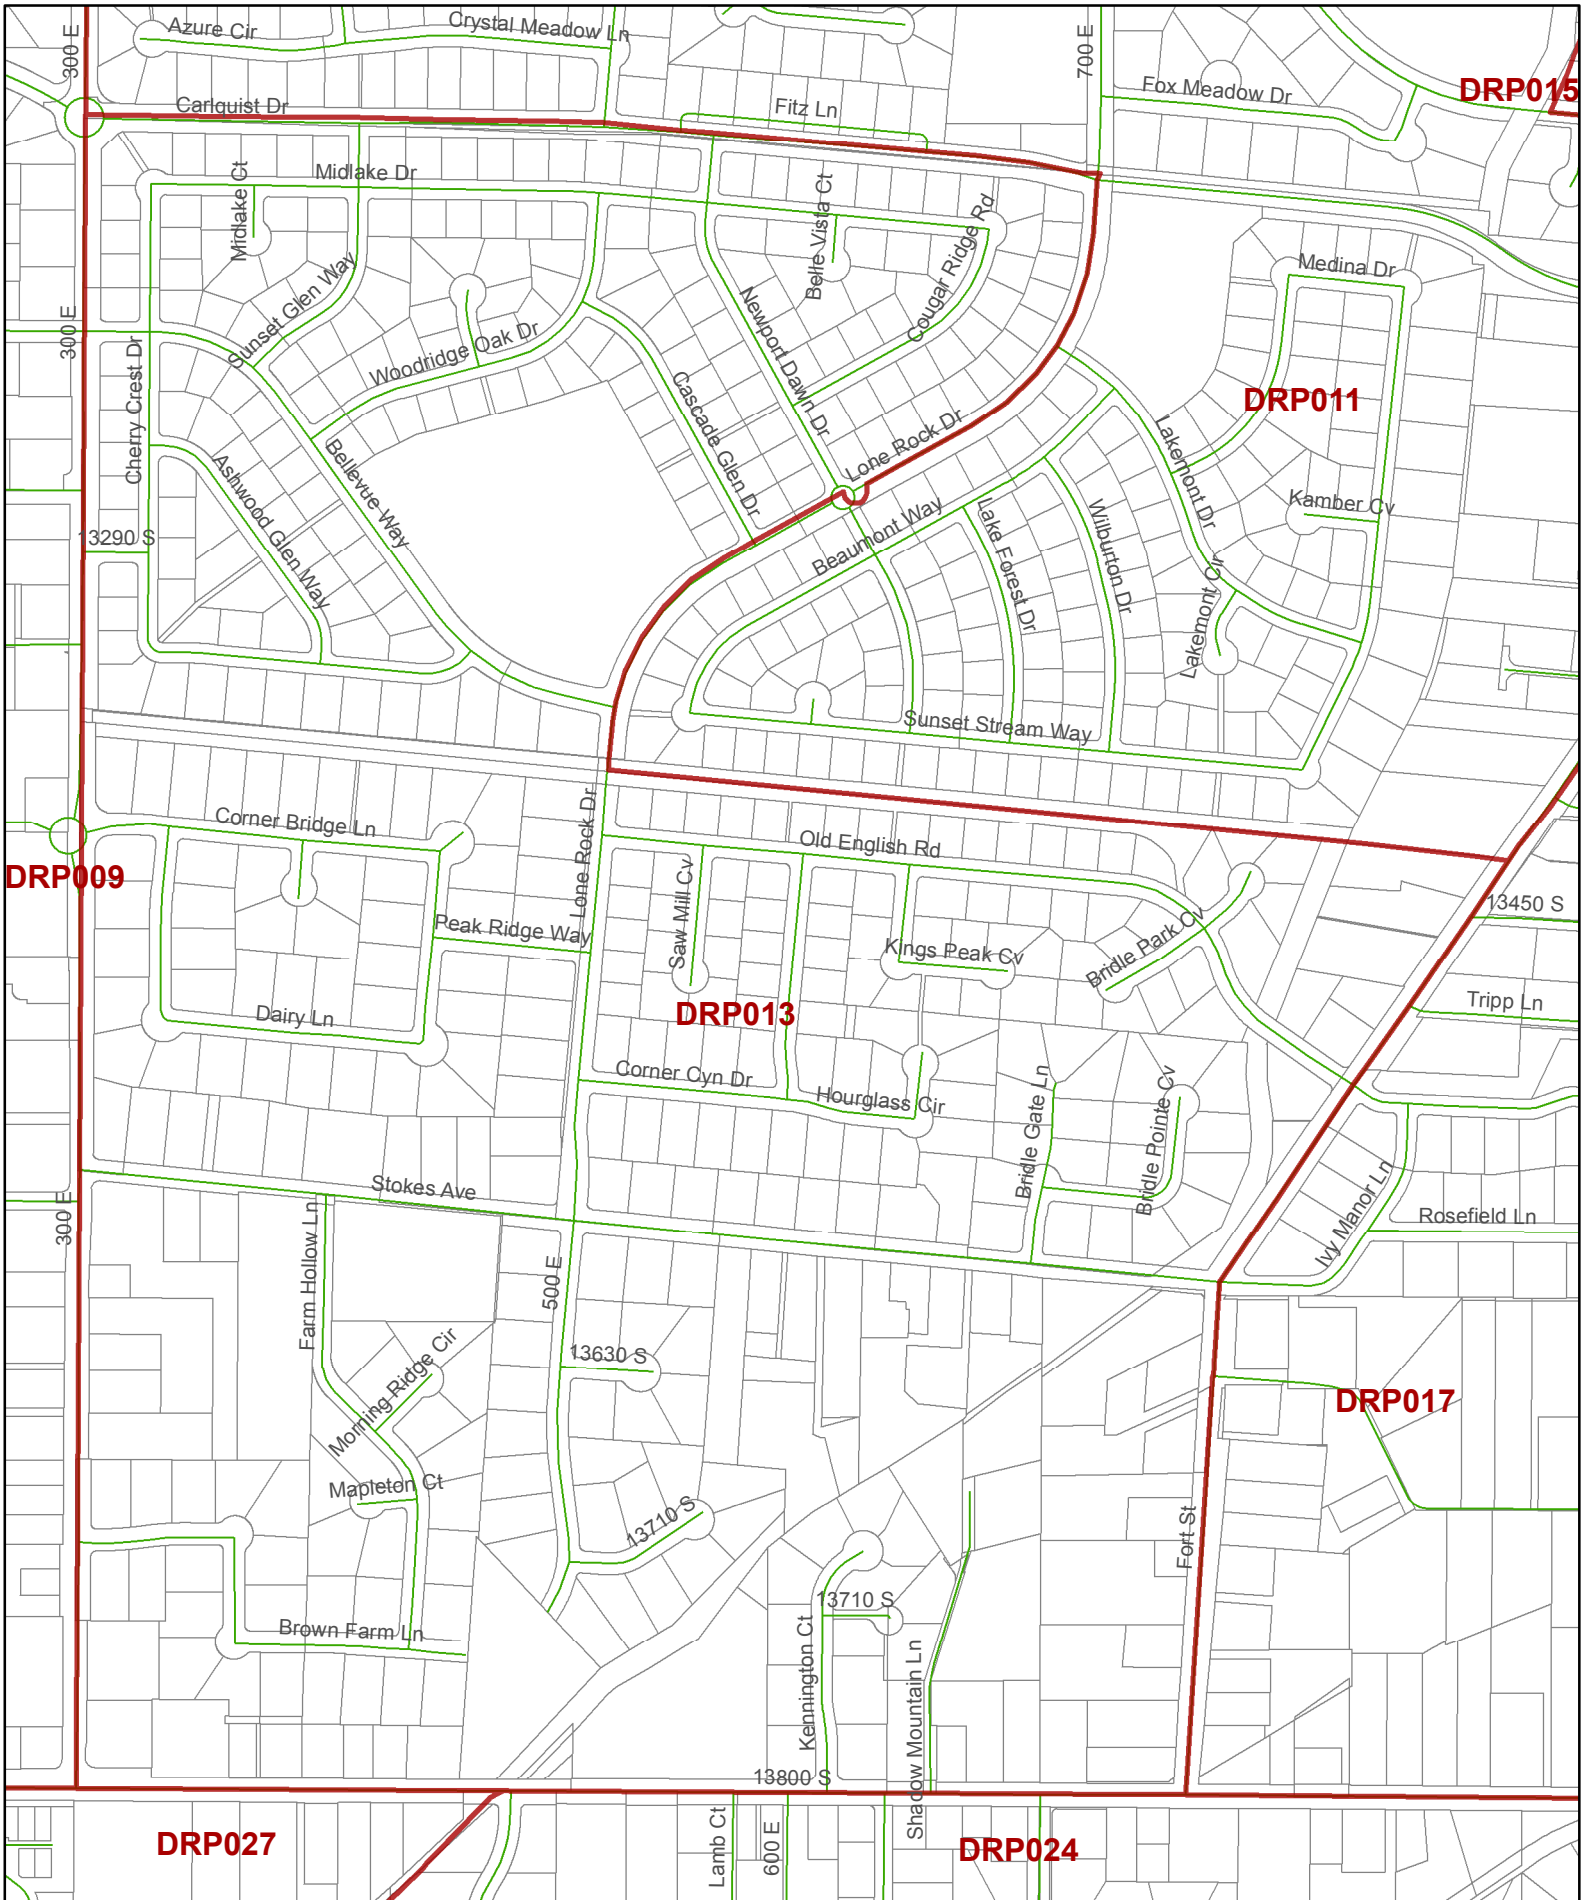 Azure Cir
Crystal Meadow Ln
300 E
700 E
Fox Meadow Dr
DRP015
Carlquist Dr
Fitz Ln
Midlake Dr
Midlake Ct
Belle Vista Ct
Cougar Ridge Rd
Medina Dr
300 E
Sunset Glen Way
Woodridge Oak Dr
Newport Dawn Dr
Cherry Crest Dr
Cascade Glen Dr
DRP011
Lone Rock Dr
Lakemont Dr
Ashwood Glen Way
Bellevue Way
Kamber Cv
Beaumont Way
Lake Forest Dr
Wilburton Dr
13290 S
Lakemont Cir
Sunset Stream Way
Corner Bridge Ln
Lone Rock Dr
Old English Rd
DRP009
Saw Mill Cv
13450 S
Peak Ridge Way
Kings Peak Cv
Bridle Park Cv
Tripp Ln
Dairy Ln
DRP013
Corner Cyn Dr
Hourglass Cir
Bridle Gate Ln
Bridle Pointe Cv
Stokes Ave
300 E
Ivy Manor Ln
Rosefield Ln
Farm Hollow Ln
500 E
13630 S
Morning Ridge Cir
DRP017
Mapleton Ct
13710 S
Fort St
13710 S
Brown Farm Ln
Kennington Ct
Shadow Mountain Ln
13800 S
DRP027
Lamb Ct
600 E
DRP024